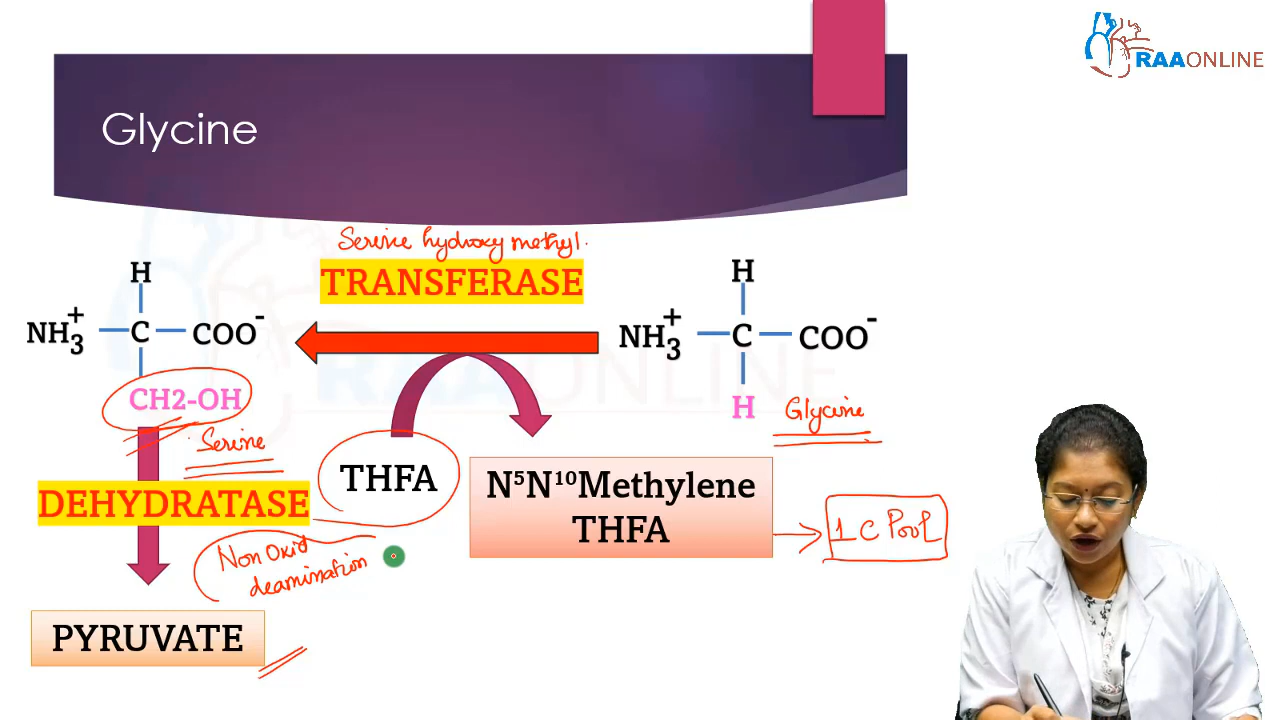 RAAONLINE
Glycine
Serine hydroxy methyl.
TRANSFERASE
H
NH3+ C COO-
CH2-OH
H
NH3+ C COO-
H
Glycine
Serine
DEHYDRATASE
THFA
N5N10Methylene
THFA
1 C Pool
Non Oxid
deamination
PYRUVATE